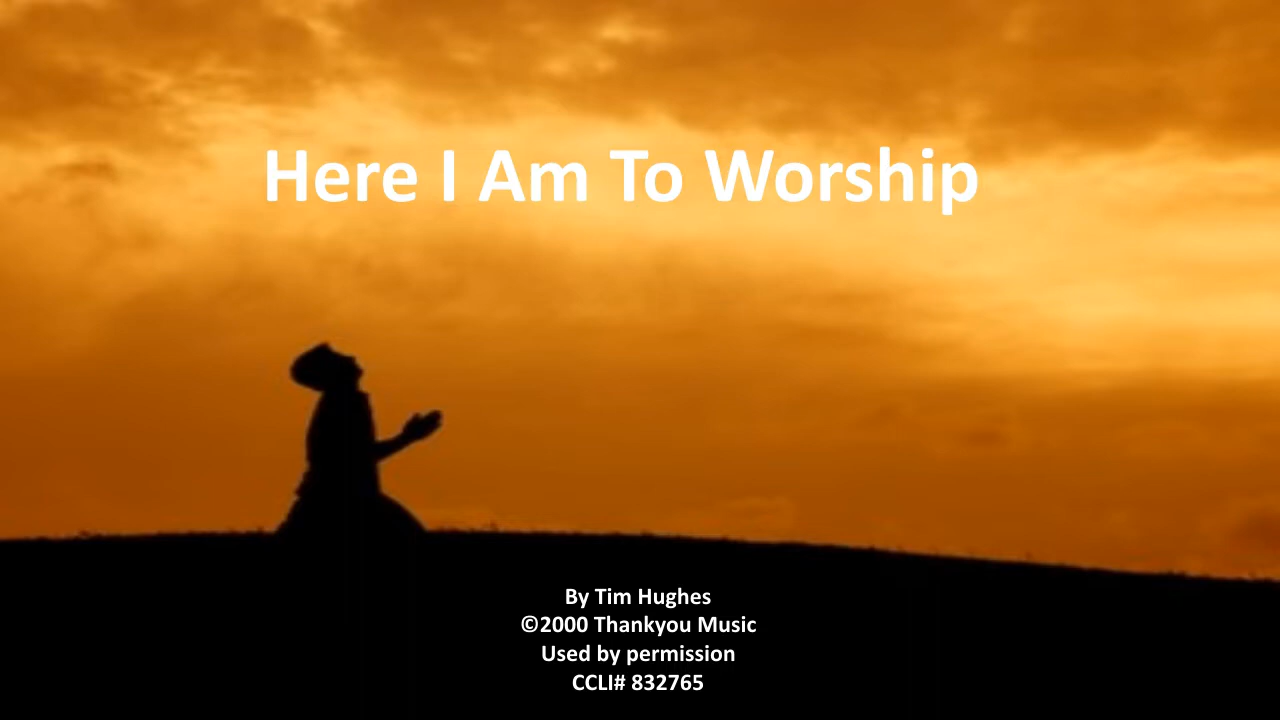 Here I Am To Worship
By Tim Hughes
©2000 Thankyou Music
Used by permission
CCLI# 832765